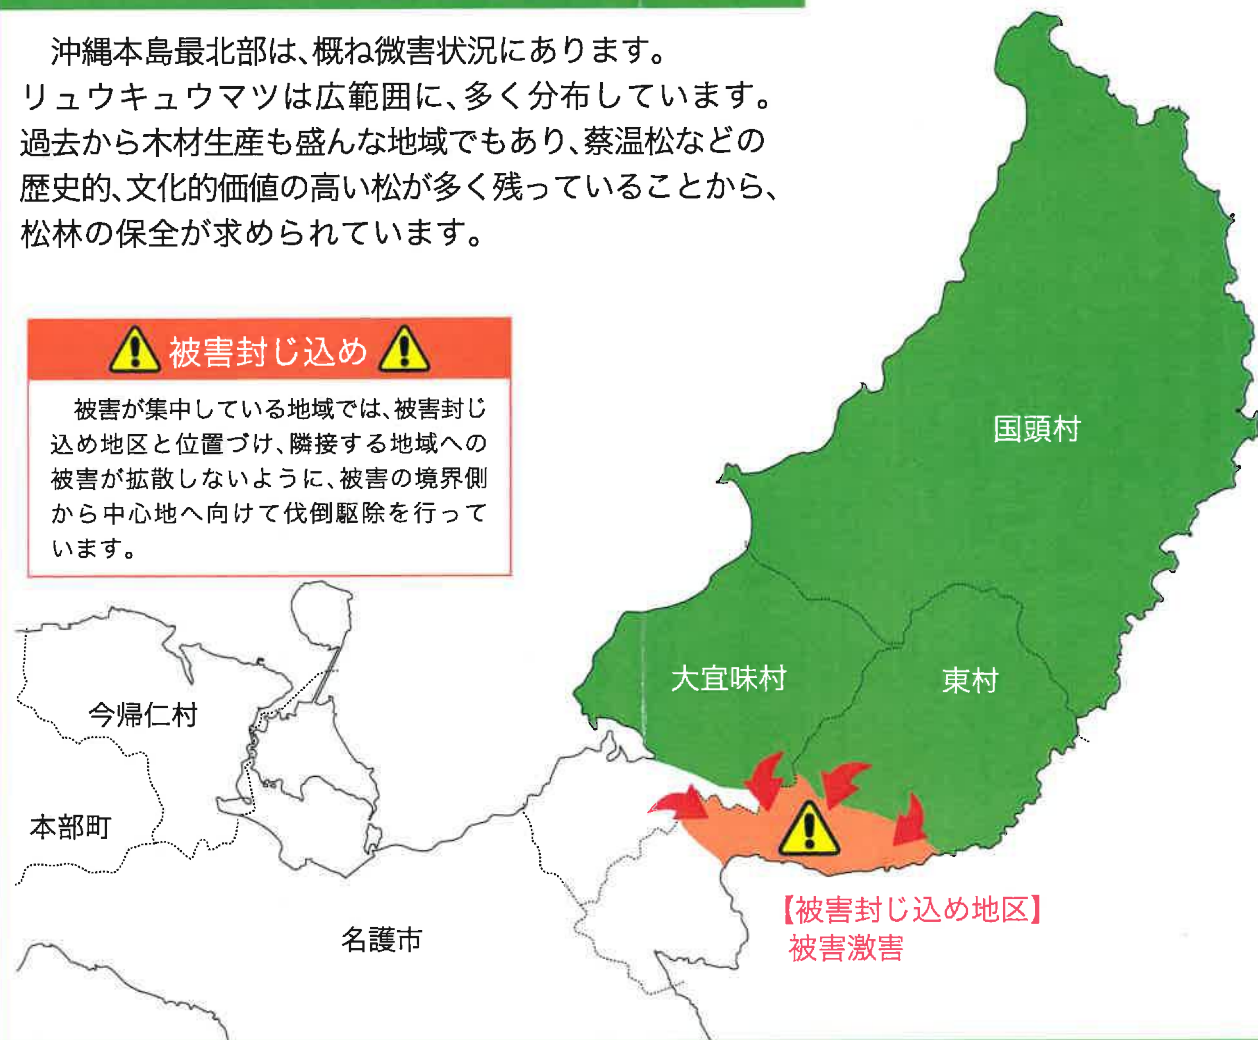 沖縄本島最北部は、概ね微害状況にあります。
リュウキュウマツは広範囲に、多く分布しています。
過去から木材生産も盛んな地域でもあり、蔡温松などの
歴史的、文化的価値の高い松が多く残っていることから、
松林の保全が求められています。
被害封じ込め
被害が集中している地域では、被害封じ
込め地区と位置づけ、隣接する地域への
被害が拡散しないように、被害の境界側
から中心地へ向けて伐倒駆除を行って
います。
国頭村
大宜味村
東村
今帰仁村
本部町
名護市
【被害封じ込め地区】
被害激害